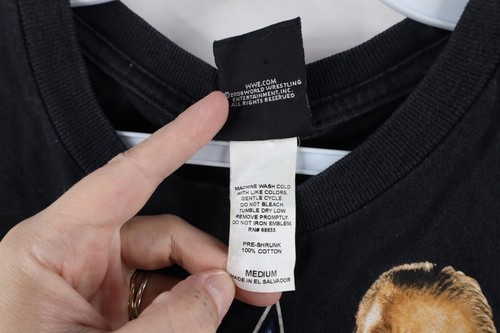 WWE.COM
©2008 WORLD WRESTLING
ENTERTAINMENT, INC.
ALL RIGHTS RESERVED
MACHINE WASH COLD
WITH LIKE COLORS.
GENTLE CYCLE.
DO NOT BLEACH.
TUMBLE DRY LOW.
REMOVE PROMPTLY.
DO NOT IRON EMBLEM.
RN# 98833
PRE-SHRUNK
100% COTTON
MEDIUM
MADE IN EL SALVADOR